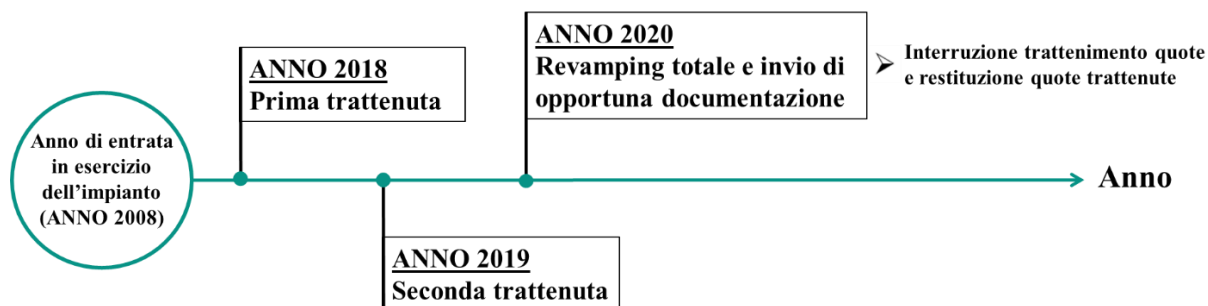 Anno di entrata
in esercizio
dell’impianto
(ANNO 2008)
ANNO 2018
Prima trattenuta
ANNO 2019
Seconda trattenuta
ANNO 2020
Revamping totale e invio di
opportuna documentazione
Interruzione trattenimento quote
e restituzione quote trattenute
Anno